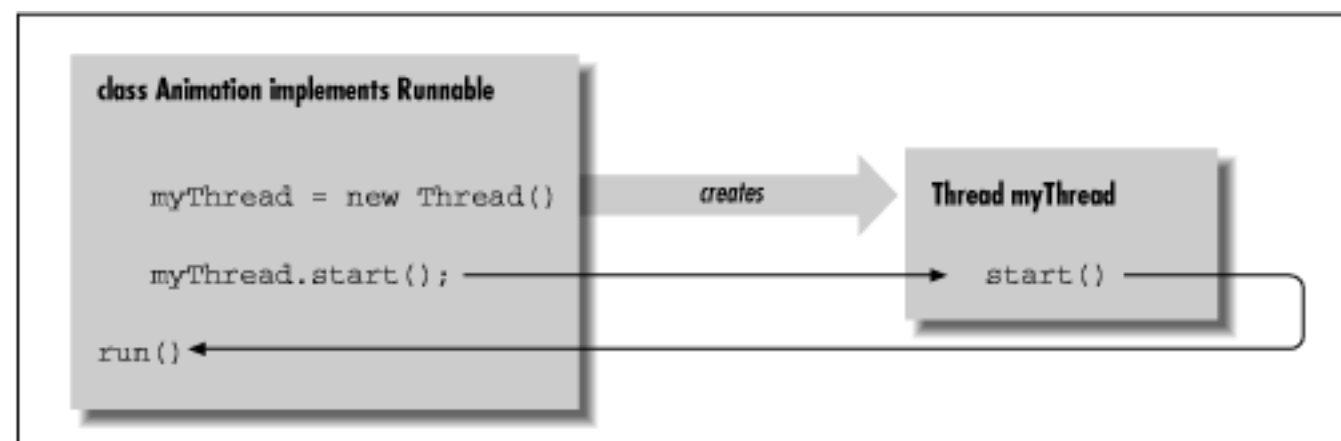 class Animation implements Runnable
myThread = new Thread()
creates
Thread myThread
myThread.start();
start()
run()